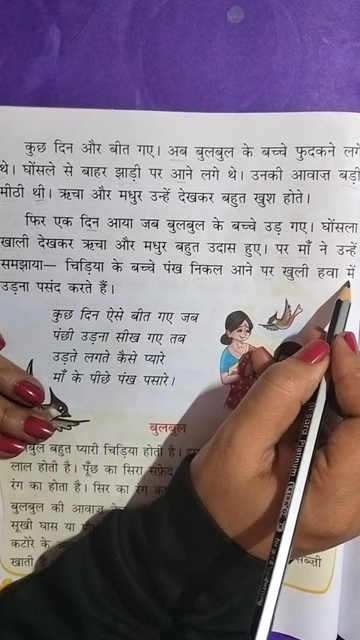 कुछ दिन और बीत गए। अब बुलबुल के बच्चे फुदकने लगे
थे। घोंसले से बाहर झाड़ी पर आने लगे थे। उनकी आवाज़ बड़ी
मीठी थी। ऋचा और मधुर उन्हें देखकर बहुत खुश होते।
फिर एक दिन आया जब बुलबुल के बच्चे उड़ गए। घोंसला
खाली देखकर ऋचा और मधुर बहुत उदास हुए। पर माँ ने उन्हें
समझाया— चिड़िया के बच्चे पंख निकल आने पर खुली हवा में
उड़ना पसंद करते हैं।
कुछ दिन ऐसे बीत गए जब
पंछी उड़ना सीख गए तब
उड़ते लगते कैसे प्यारे
माँ के पीछे पंख पसारे।
बुलबुल
बहुत प्यारी चिड़िया होती है।
लाल होती है। पूँछ का सिरा सफ़ेद
रंग का होता है। सिर का रंग
बुलबुल की आवाज़
सूखी घास या
कटोरे के
खाती है
सब्ज़ी